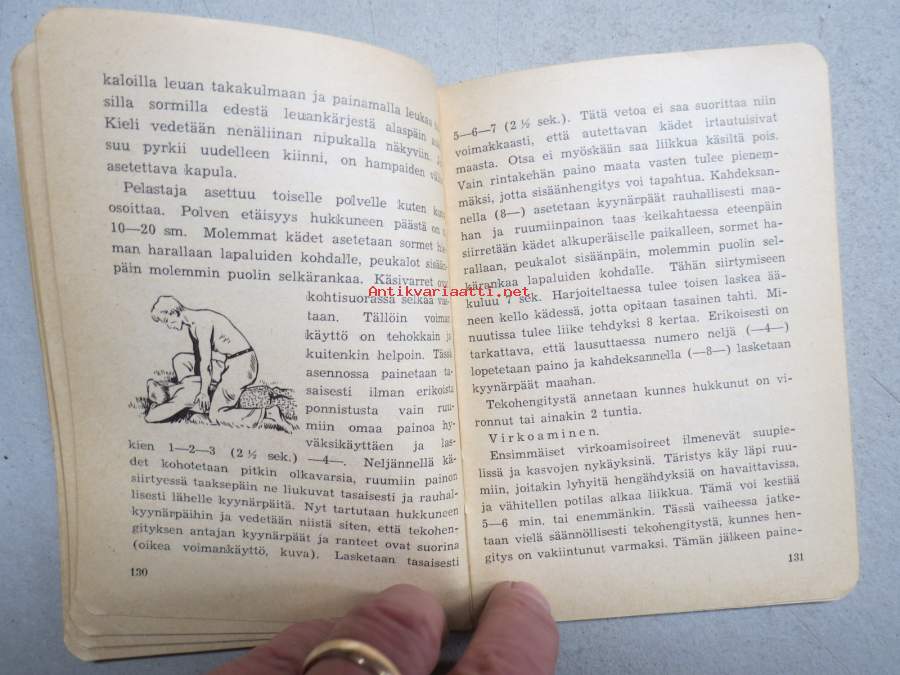 kaloilla leuan takakulmaan ja painamalla leukaa
silla sormilla edestä leuankärjestä alaspäin
Kieli vedetään nenäliinan nipukalla näkyviin.
suu pyrkii uudelleen kiinni, on hampaiden
asetettava kapula.
Pelastaja asettuu toiselle polvelle kuten
osoittaa. Polven etäisyys hukkuneen päästä on
10—20 sm. Molemmat kädet asetetaan sormet
man harallaan lapaluiden kohdalle, peukalot
päin molemmin puolin selkärankaa. Käsivarret
kohtisuorassa selkää
taan. Tällöin voiman
käyttö on tehokkain ja
kuitenkin helpoin. Tässä
asennossa painetaan ta-
saisesti ilman erikoista
ponnistusta vain ruu-
miin omaa painoa hy-
väksikäyttäen ja las-
kien 1—2—3 (2 ½ sek.) —4—. Neljännellä kä-
det kohotetaan pitkin olkavarsia, ruumiin painon
siirtyessä taaksepäin ne liukuvat tasaisesti ja rauhal-
lisesti lähelle kyynärpäitä. Nyt tartutaan hukkuneen
kyynärpäihin ja vedetään niistä siten, että tekohen-
gityksen antajan kyynärpäät ja ranteet ovat suorina
(oikea voimankäyttö, kuva). Lasketaan tasaisesti
130
5—6—7 (2 ½ sek.). Tätä vetoa ei saa suorittaa niin
voimakkaasti, että autettavan kädet irtautuisivat
maasta. Otsa ei myöskään saa liikkua käsiltä pois.
Vain rintakehän paino maata vasten tulee pienem-
mäksi, jotta sisäänhengitys voi tapahtua. Kahdeksan-
nella (8—) asetetaan kyynärpäät rauhallisesti maa-
han ja ruumiinpainon taas keikahtaessa eteenpäin
siirretään kädet alkuperäiselle paikalleen, sormet ha-
rallaan, peukalot sisäänpäin, molemmin puolin sel-
kärankaa lapaluiden kohdalle. Tähän siirtymiseen
kuluu 7 sek. Harjoiteltaessa tulee toisen laskea ää-
neen kello kädessä, jotta opitaan tasainen tahti. Mi-
nuutissa tulee liike tehdyksi 8 kertaa. Erikoisesti on
tarkattava, että lausuttaessa numero neljä (—4—)
lopetetaan paino ja kahdeksannella (—8—) lasketaan
kyynärpäät maahan.
Tekohengitystä annetaan kunnes hukkunut on vi-
ronnut tai ainakin 2 tuntia.
Virkoaminen.
Ensimmäiset virkoamisoireet ilmenevät suupie-
lissä ja kasvojen nykäyksinä. Täristys käy läpi ruu-
miin, joitakin lyhyitä hengähdyksiä on havaittavissa,
ja vähitellen potilas alkaa liikkua. Tämä voi kestää
5—6 min. tai enemmänkin. Tässä vaiheessa jatke-
taan vielä säännöllisesti tekohengitystä, kunnes hen-
gitys on vakiintunut varmaksi. Tämän jälkeen paine-
131
Antikvariaatti.net